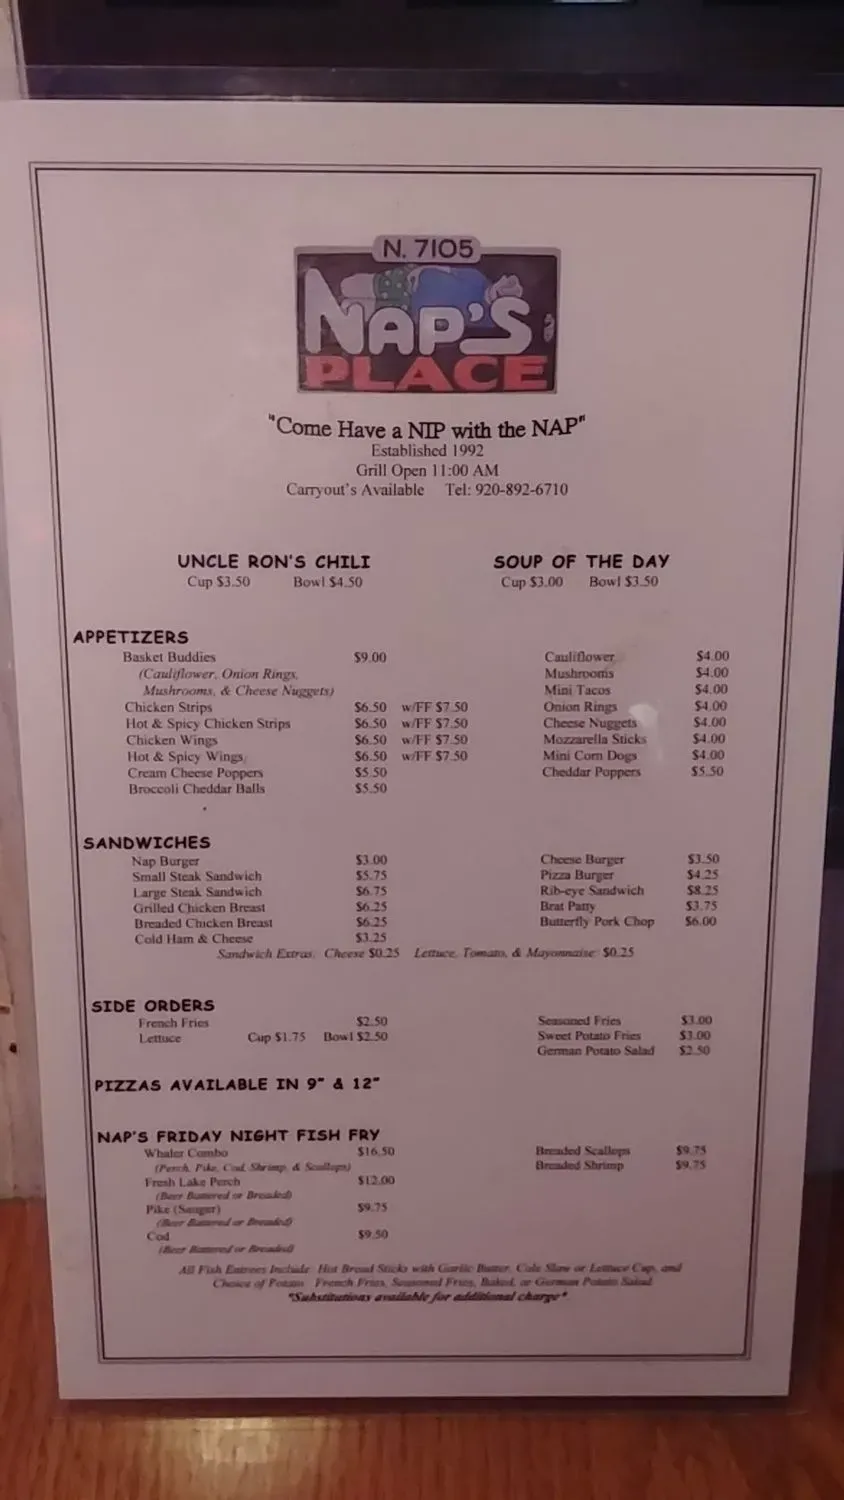 N. 7105
NAP'S
PLACE
"Come Have a NIP with the NAP"
Established 1992
Grill Open 11:00 AM
Carryout's Available Tel: 920-892-6710
UNCLE RON'S CHILI SOUP OF THE DAY
Cup $3.50 Bowl $4.50 Cup $3.00 Bowl $3.50
APPETIZERS
Basket Buddies $9.00 Cauliflower $4.00
(Cauliflower, Onion Rings, Mushrooms $4.00
Mushrooms, & Cheese Nuggets) Mini Tacos $4.00
Chicken Strips $6.50 w/FF $7.50 Onion Rings $4.00
Hot & Spicy Chicken Strips $6.50 w/FF $7.50 Cheese Nuggets $4.00
Chicken Wings $6.50 w/FF $7.50 Mozzarella Sticks $4.00
Hot & Spicy Wings $6.50 w/FF $7.50 Mini Corn Dogs $4.00
Cream Cheese Poppers $5.50 Cheddar Poppers $5.50
Broccoli Cheddar Balls $5.50
SANDWICHES
Nap Burger $3.00 Cheese Burger $3.50
Small Steak Sandwich $5.75 Pizza Burger $4.25
Large Steak Sandwich $6.75 Rib-eye Sandwich $8.25
Grilled Chicken Breast $6.25 Brat Patty $3.75
Breaded Chicken Breast $6.25 Butterfly Pork Chop $6.00
Cold Ham & Cheese $3.25
Sandwich Extras: Cheese $0.25 Lettuce, Tomato, & Mayonnaise $0.25
SIDE ORDERS
French Fries $2.50 Seasoned Fries $3.00
Lettuce Cup $1.75 Bowl $2.50 Sweet Potato Fries $3.00
German Potato Salad $2.50
PIZZAS AVAILABLE IN 9" & 12"
NAP'S FRIDAY NIGHT FISH FRY
Whaler Combo $16.50 Breaded Scallops $9.75
(Perch, Pike, Cod, Shrimp, & Scallops) Breaded Shrimp $9.75
Fresh Lake Perch $12.00
(Beer Battered or Breaded)
Pike (Sauger) $9.75
(Beer Battered or Breaded)
Cod $9.50
(Beer Battered or Breaded)
All Fish Entrees Include: Hot Bread Sticks with Garlic Butter, Cole Slaw or Lettuce Cup, and
Choice of Potato: French Fries, Seasoned Fries, Baked, or German Potato Salad
*Substitutions available for additional charge*